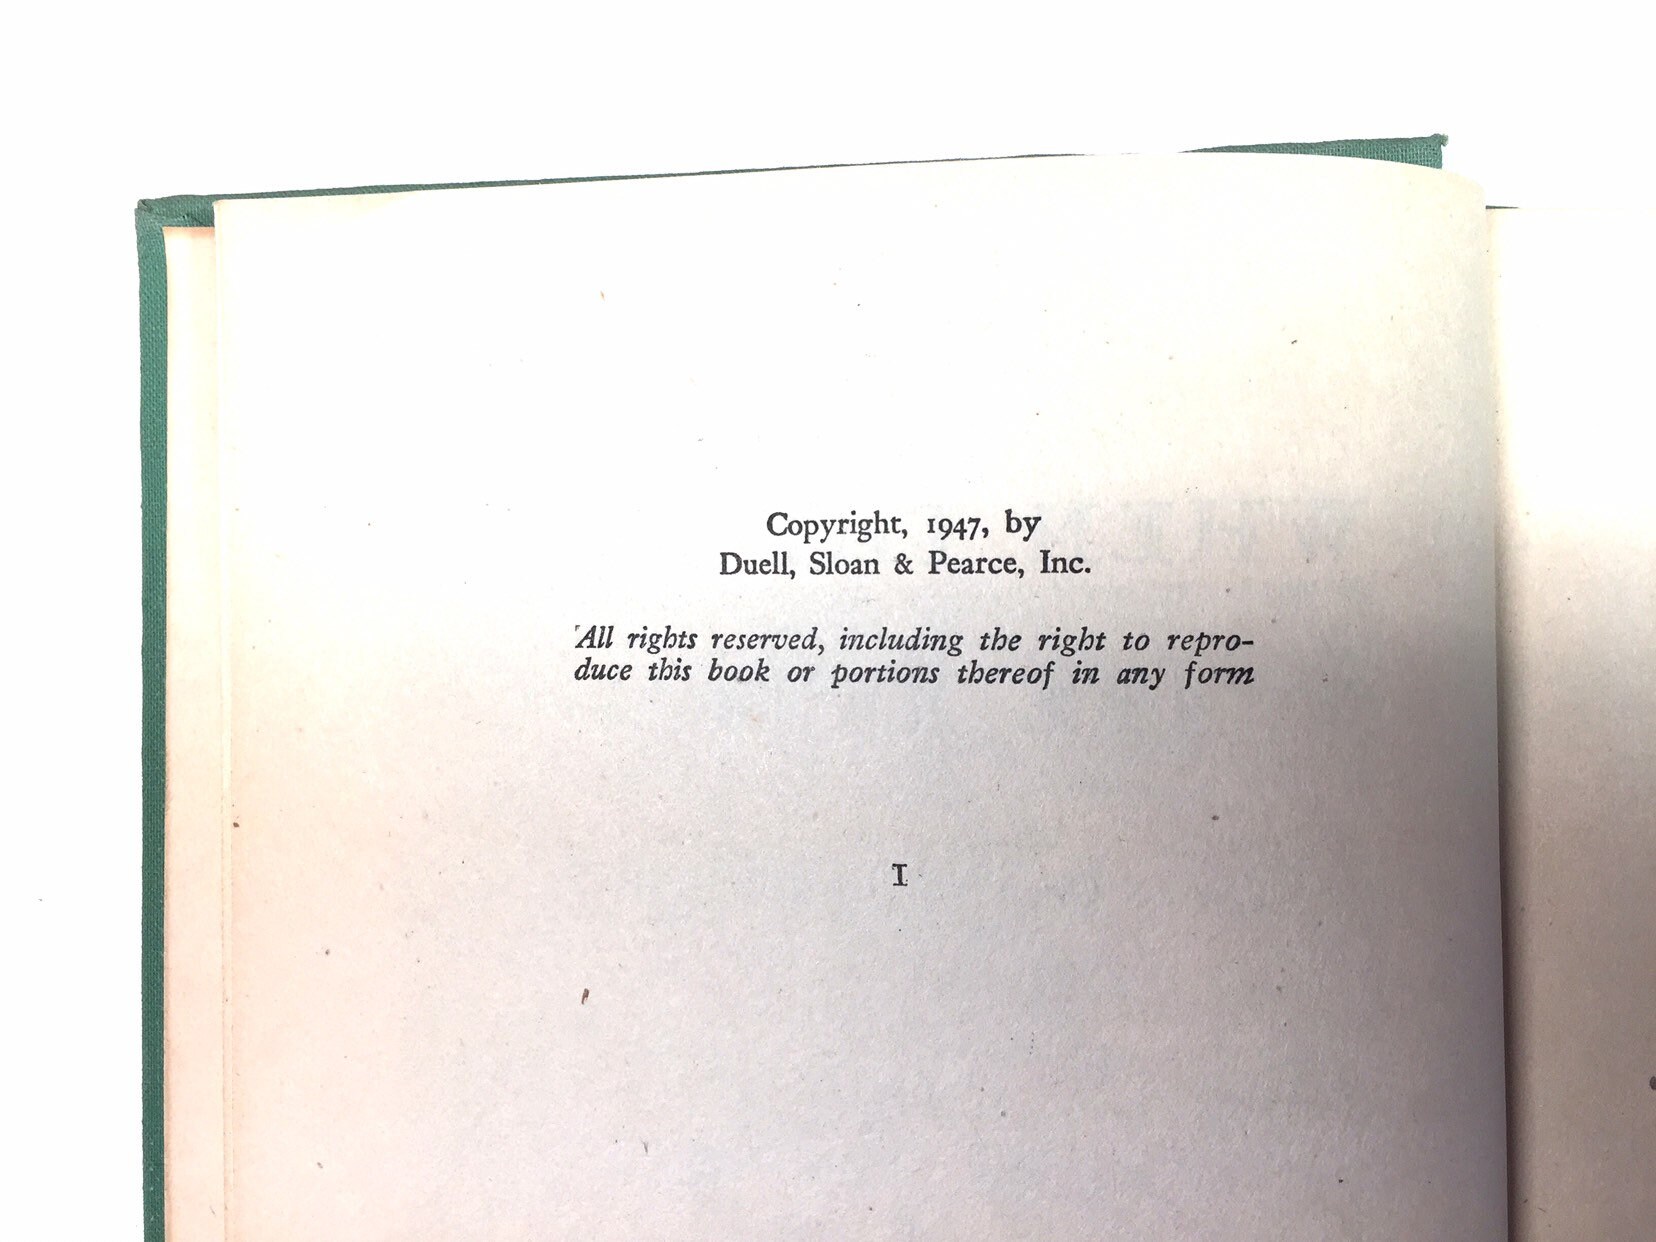 Copyright, 1947, by
Duell, Sloan & Pearce, Inc.
All rights reserved, including the right to repro-
duce this book or portions thereof in any form
I